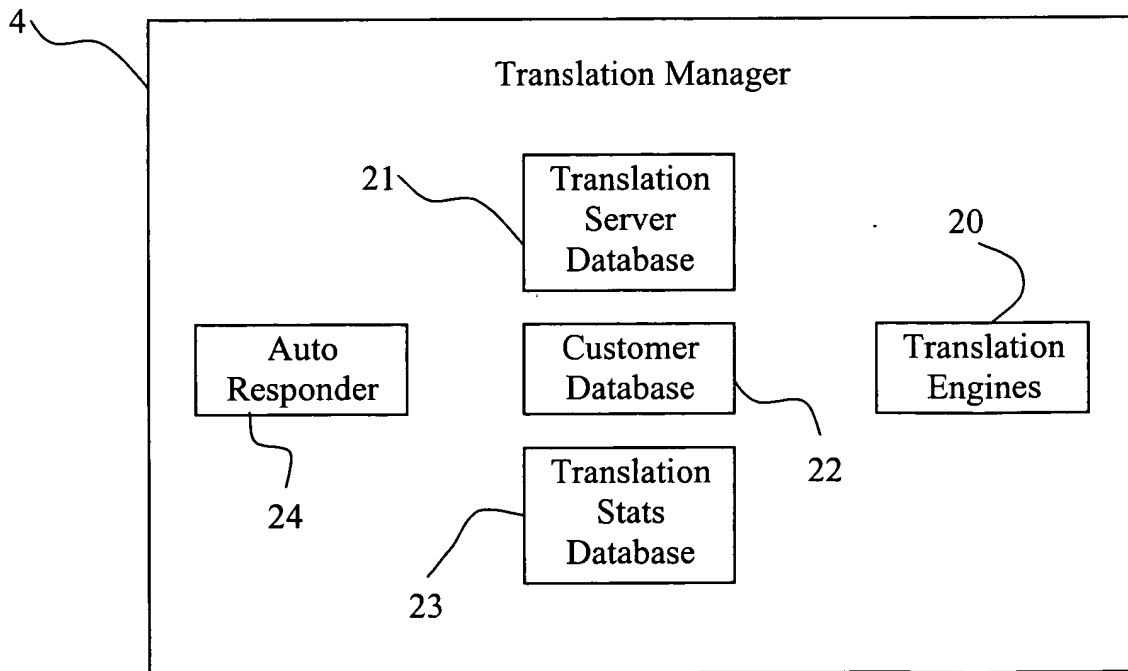 4
Translation Manager
21
Translation
Server
Database
20
Auto
Responder
Customer
Database
Translation
Engines
24
22
Translation
Stats
Database
23